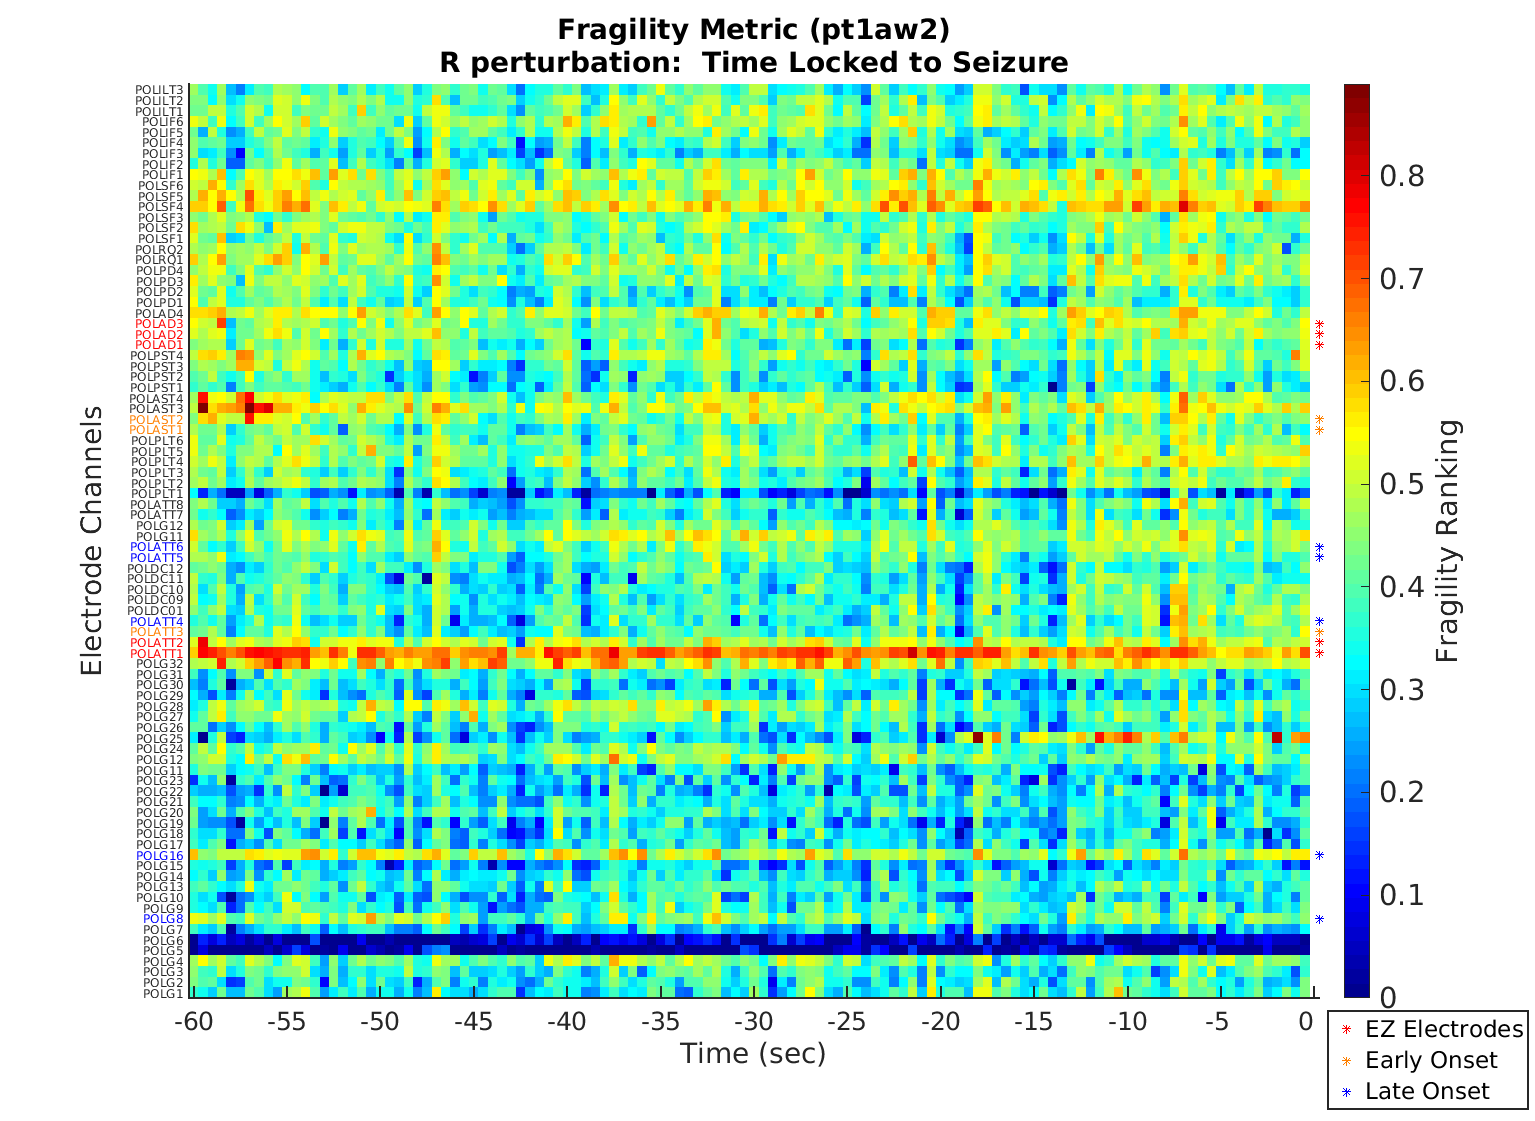 Fragility Metric (pt1aw2)
R perturbation:  Time Locked to Seizure
Electrode Channels
POLILT3
POLILT2
POLILT1
POLIF6
POLIF5
POLIF4
POLIF3
POLIF2
POLIF1
POLSF6
POLSF5
POLSF4
POLSF3
POLSF2
POLSF1
POLRQ2
POLRQ1
POLPD4
POLPD3
POLPD2
POLPD1
POLAD4
POLAD3
POLAD2
POLAD1
POLPST4
POLPST3
POLPST2
POLPST1
POLAST4
POLAST3
POLAST2
POLAST1
POLPLT6
POLPLT5
POLPLT4
POLPLT3
POLPLT2
POLPLT1
POLATT8
POLATT7
POLG12
POLG11
POLATT6
POLATT5
POLDC12
POLDC11
POLDC10
POLDC09
POLDC01
POLATT4
POLATT3
POLATT2
POLATT1
POLG32
POLG31
POLG30
POLG29
POLG28
POLG27
POLG26
POLG25
POLG24
POLG12
POLG11
POLG23
POLG22
POLG21
POLG20
POLG19
POLG18
POLG17
POLG16
POLG15
POLG14
POLG13
POLG10
POLG9
POLG8
POLG7
POLG6
POLG5
POLG4
POLG3
POLG2
POLG1
-60 -55 -50 -45 -40 -35 -30 -25 -20 -15 -10 -5 0
Time (sec)
0.8
0.7
0.6
0.5
0.4
0.3
0.2
0.1
0
Fragility Ranking
EZ Electrodes
Early Onset
Late Onset